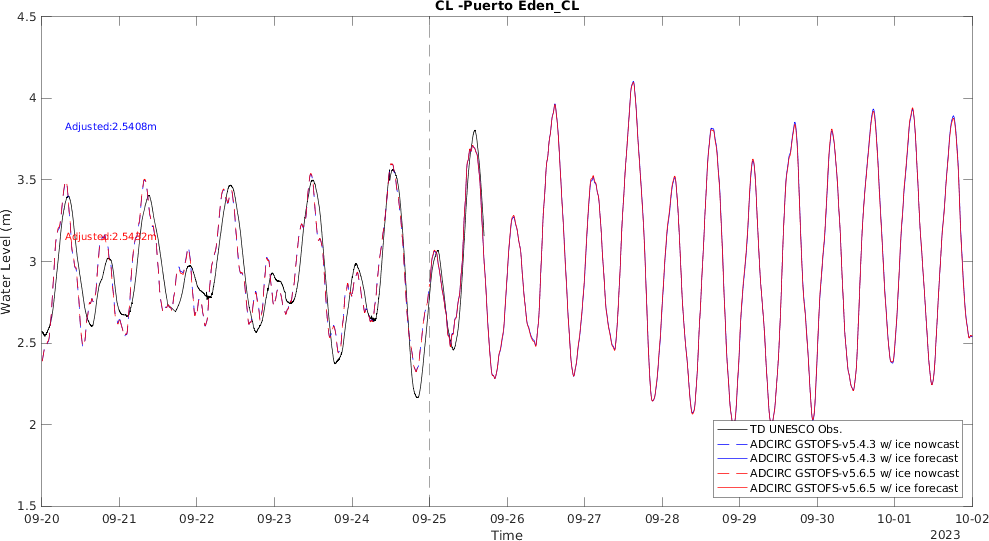 CL -Puerto Eden_CL
4.5
4
3.5
3
2.5
2
1.5
Water Level (m)
Adjusted:2.5408m
Adjusted:2.5412m
TD UNESCO Obs.
ADCIRC GSTOFS-v5.4.3 w/ ice nowcast
ADCIRC GSTOFS-v5.4.3 w/ ice forecast
ADCIRC GSTOFS-v5.6.5 w/ ice nowcast
ADCIRC GSTOFS-v5.6.5 w/ ice forecast
09-20 09-21 09-22 09-23 09-24 09-25 09-26 09-27 09-28 09-29 09-30 10-01 10-02
Time
2023